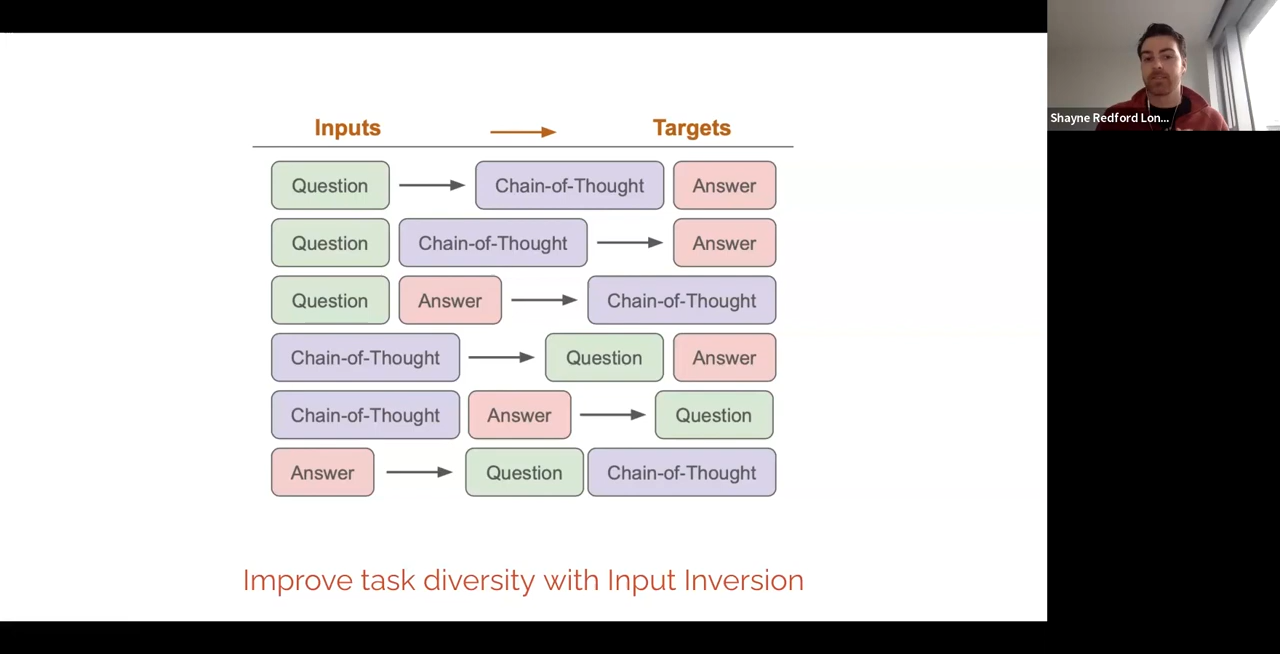 Inputs Targets
Question Chain-of-Thought Answer
Question Chain-of-Thought Answer
Question Answer Chain-of-Thought
Chain-of-Thought Question Answer
Chain-of-Thought Answer Question
Answer Question Chain-of-Thought
Improve task diversity with Input Inversion
Shayne Redford Lon...